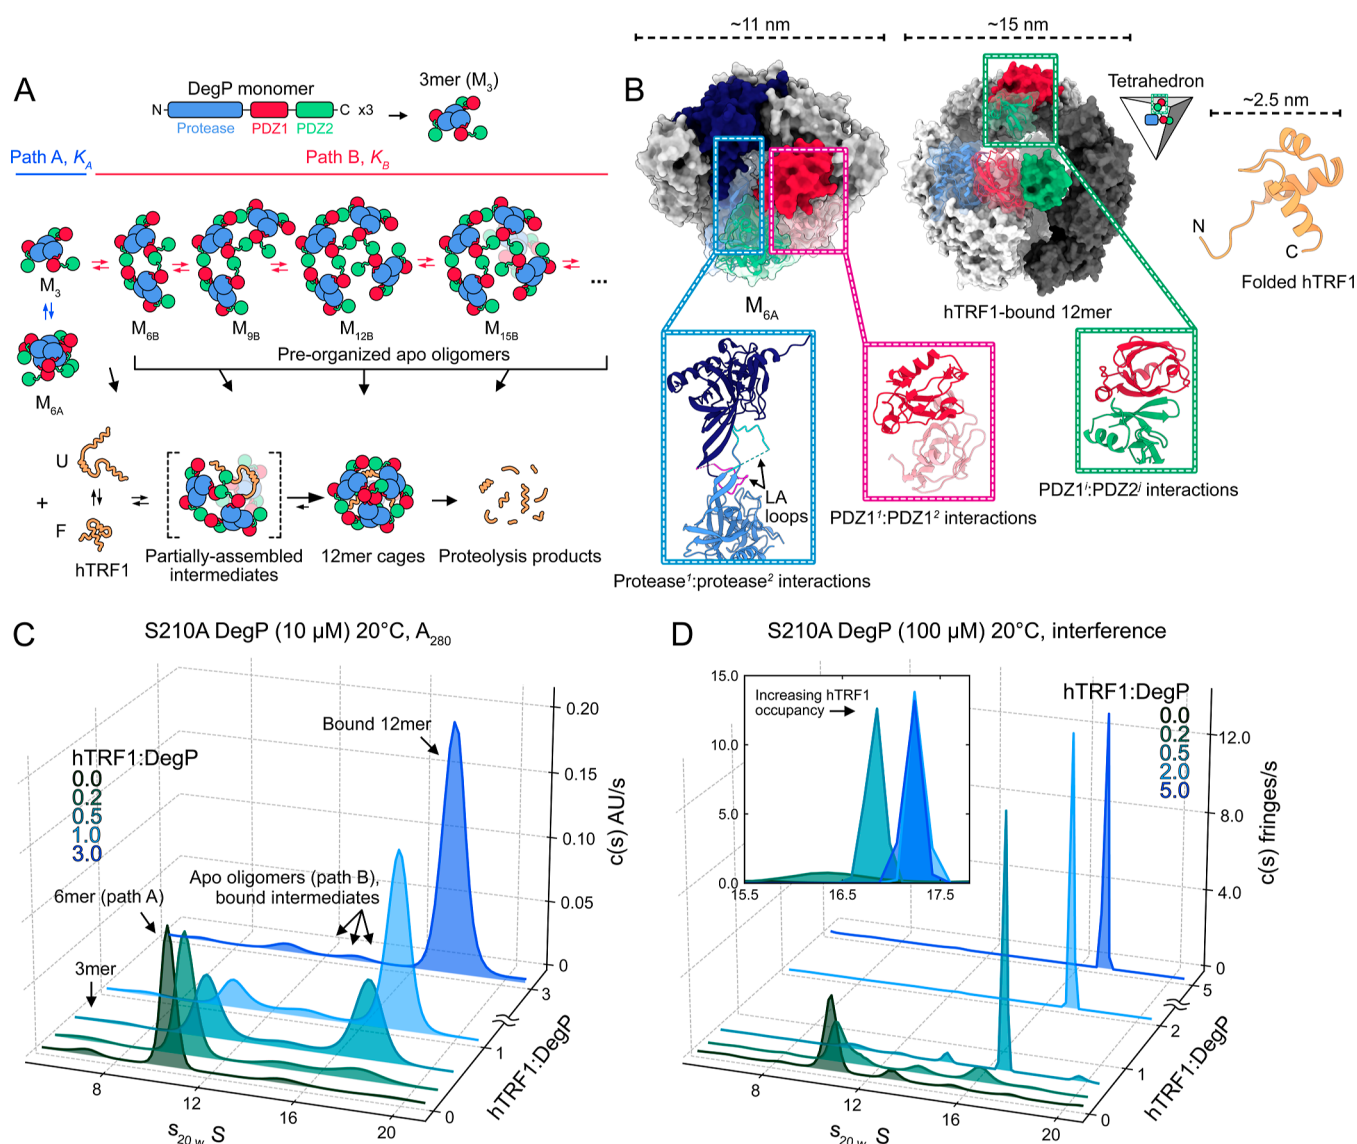 A
DegP monomer
3mer (M3)
N
C x3
Protease
PDZ1
PDZ2
Path A, KA
Path B, KB
M3
M6B
M9B
M12B
M15B
...
M6A
Pre-organized apo oligomers
U
+
F
hTRF1
Partially-assembled
intermediates
12mer cages
Proteolysis products
B
~11 nm
~15 nm
Tetrahedron
~2.5 nm
N
C
Folded hTRF1
M6A
hTRF1-bound 12mer
LA
loops
Protease1:protease2 interactions
PDZ11:PDZ12 interactions
PDZ1i:PDZ2j interactions
C
S210A DegP (10 µM) 20°C, A280
hTRF1:DegP
0.0
0.2
0.5
1.0
3.0
Bound 12mer
6mer (path A)
Apo oligomers (path B),
bound intermediates
3mer
0.20
0.15
0.10
0.05
0
c(s) AU/s
3
1
0
hTRF1:DegP
8
12
16
20
s20,w, S
D
S210A DegP (100 µM) 20°C, interference
15.0
10.0
5.0
0.0
15.5
16.5
17.5
Increasing hTRF1
occupancy
hTRF1:DegP
0.0
0.2
0.5
2.0
5.0
12.0
8.0
4.0
0
c(s) fringes/s
5
2
1
0
hTRF1:DegP
8
12
16
20
s20,w, S